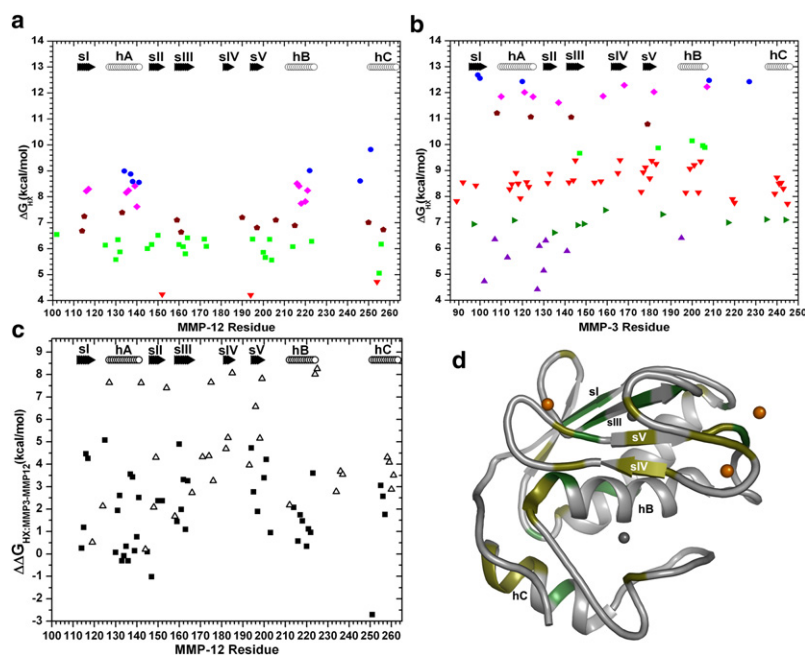 a
sI hA sII sIII sIV sV hB hC
ΔG HX (kcal/mol)
14
13
12
11
10
9
8
7
6
5
4
100 110 120 130 140 150 160 170 180 190 200 210 220 230 240 250 260
MMP-12 Residue
b
sI hA sII sIII sIV sV hB hC
ΔG HX (kcal/mol)
14
13
12
11
10
9
8
7
6
5
4
90 100 110 120 130 140 150 160 170 180 190 200 210 220 230 240 250
MMP-3 Residue
c
sI hA sII sIII sIV sV hB hC
ΔΔG HX:MMP3-MMP12 (kcal/mol)
9
8
7
6
5
4
3
2
1
0
-1
-2
-3
100 110 120 130 140 150 160 170 180 190 200 210 220 230 240 250 260
MMP-12 Residue
d
sI
sIII
sV
sIV
hB
hC